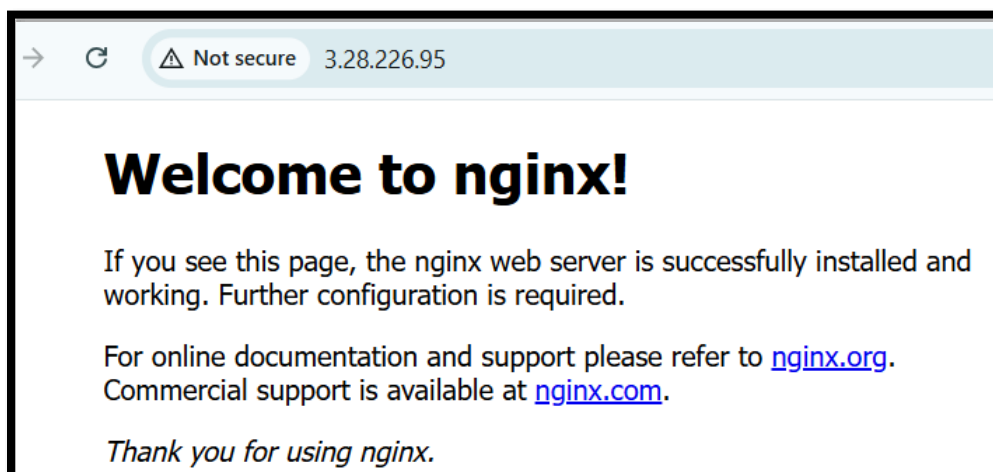 Not secure 3.28.226.95
Welcome to nginx!
If you see this page, the nginx web server is successfully installed and
working. Further configuration is required.
For online documentation and support please refer to nginx.org.
Commercial support is available at nginx.com.
Thank you for using nginx.